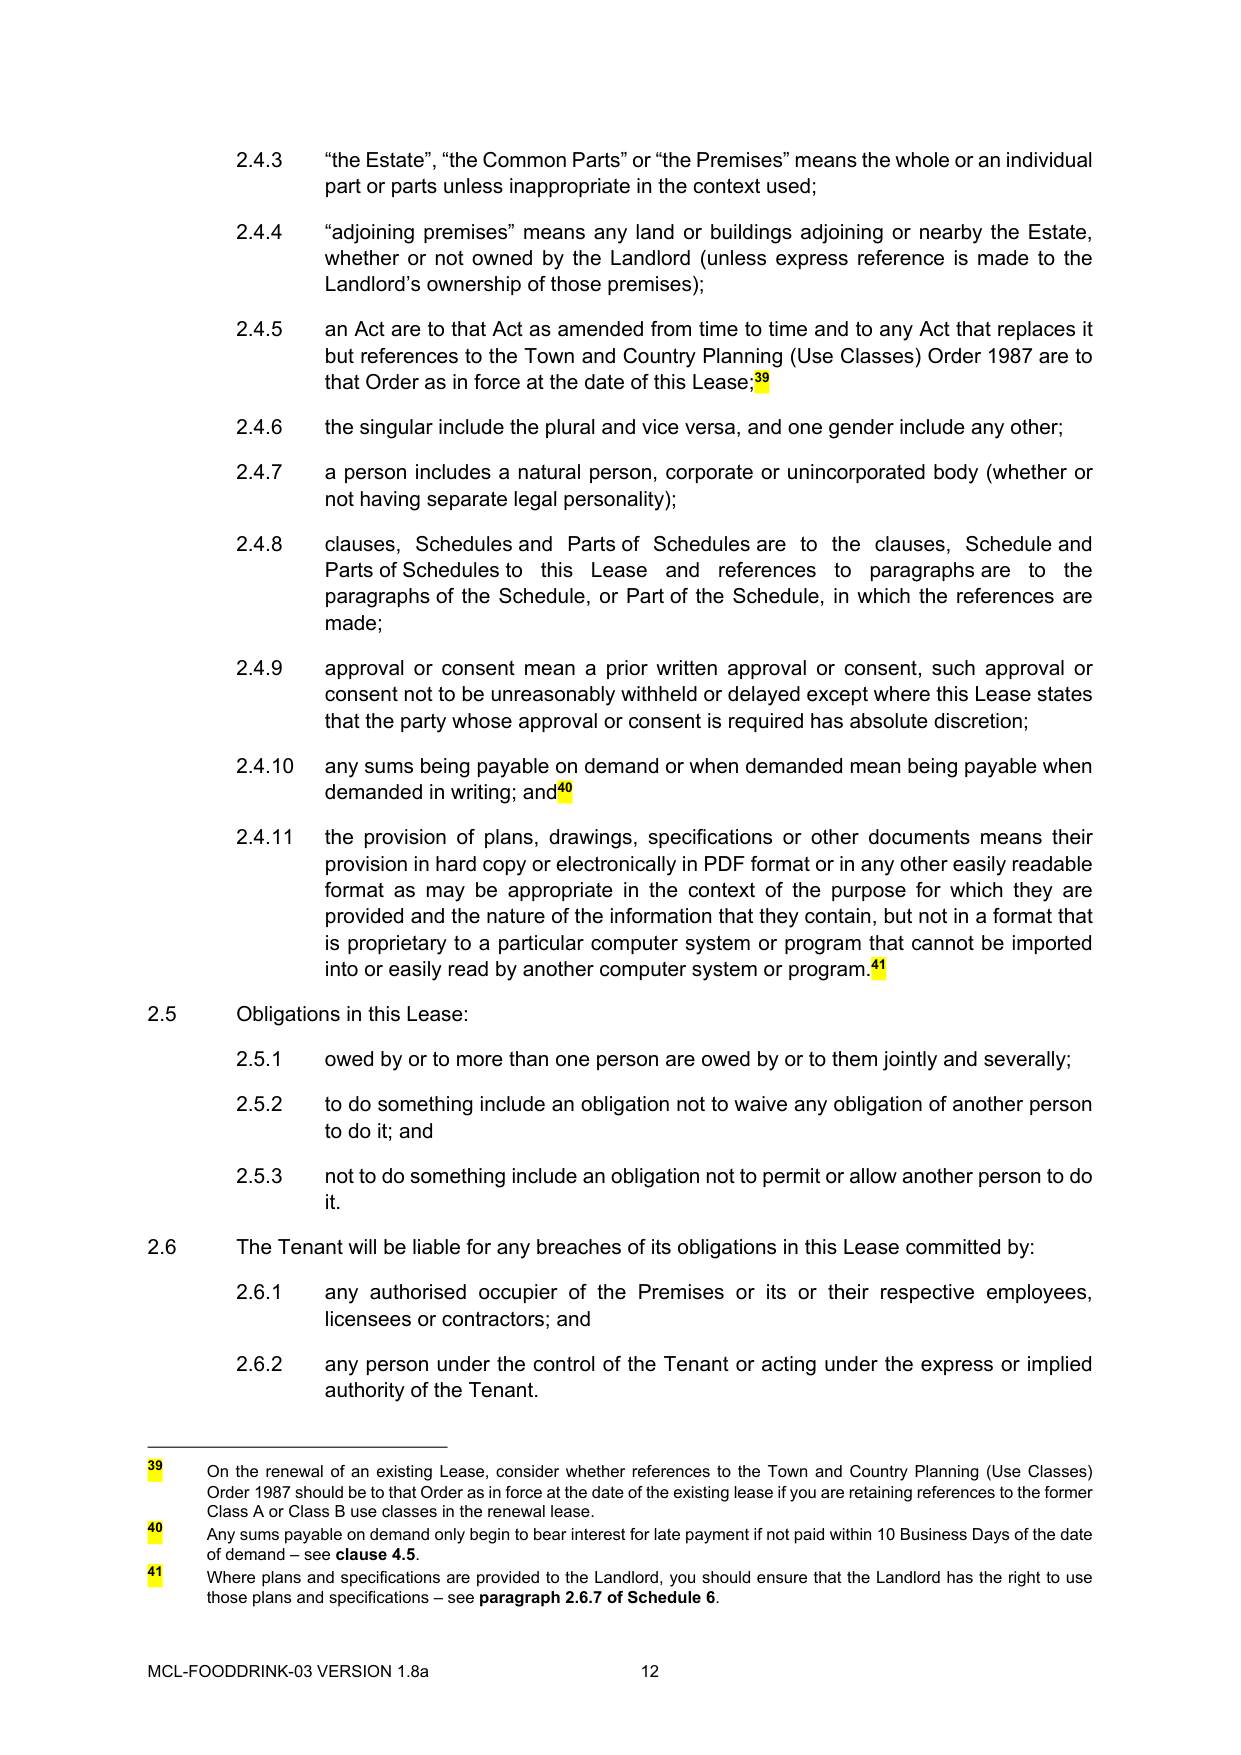 2.4.3 “the Estate”, “the Common Parts” or “the Premises” means the whole or an individual
part or parts unless inappropriate in the context used;
2.4.4 “adjoining premises” means any land or buildings adjoining or nearby the Estate,
whether or not owned by the Landlord (unless express reference is made to the
Landlord’s ownership of those premises);
2.4.5 an Act are to that Act as amended from time to time and to any Act that replaces it
but references to the Town and Country Planning (Use Classes) Order 1987 are to
that Order as in force at the date of this Lease;39
2.4.6 the singular include the plural and vice versa, and one gender include any other;
2.4.7 a person includes a natural person, corporate or unincorporated body (whether or
not having separate legal personality);
2.4.8 clauses, Schedules and Parts of Schedules are to the clauses, Schedule and
Parts of Schedules to this Lease and references to paragraphs are to the
paragraphs of the Schedule, or Part of the Schedule, in which the references are
made;
2.4.9 approval or consent mean a prior written approval or consent, such approval or
consent not to be unreasonably withheld or delayed except where this Lease states
that the party whose approval or consent is required has absolute discretion;
2.4.10 any sums being payable on demand or when demanded mean being payable when
demanded in writing; and40
2.4.11 the provision of plans, drawings, specifications or other documents means their
provision in hard copy or electronically in PDF format or in any other easily readable
format as may be appropriate in the context of the purpose for which they are
provided and the nature of the information that they contain, but not in a format that
is proprietary to a particular computer system or program that cannot be imported
into or easily read by another computer system or program.41
2.5 Obligations in this Lease:
2.5.1 owed by or to more than one person are owed by or to them jointly and severally;
2.5.2 to do something include an obligation not to waive any obligation of another person
to do it; and
2.5.3 not to do something include an obligation not to permit or allow another person to do
it.
2.6 The Tenant will be liable for any breaches of its obligations in this Lease committed by:
2.6.1 any authorised occupier of the Premises or its or their respective employees,
licensees or contractors; and
2.6.2 any person under the control of the Tenant or acting under the express or implied
authority of the Tenant.
39 On the renewal of an existing Lease, consider whether references to the Town and Country Planning (Use Classes)
Order 1987 should be to that Order as in force at the date of the existing lease if you are retaining references to the former
Class A or Class B use classes in the renewal lease.
40 Any sums payable on demand only begin to bear interest for late payment if not paid within 10 Business Days of the date
of demand – see clause 4.5.
41 Where plans and specifications are provided to the Landlord, you should ensure that the Landlord has the right to use
those plans and specifications – see paragraph 2.6.7 of Schedule 6.
MCL-FOODDRINK-03 VERSION 1.8a 12